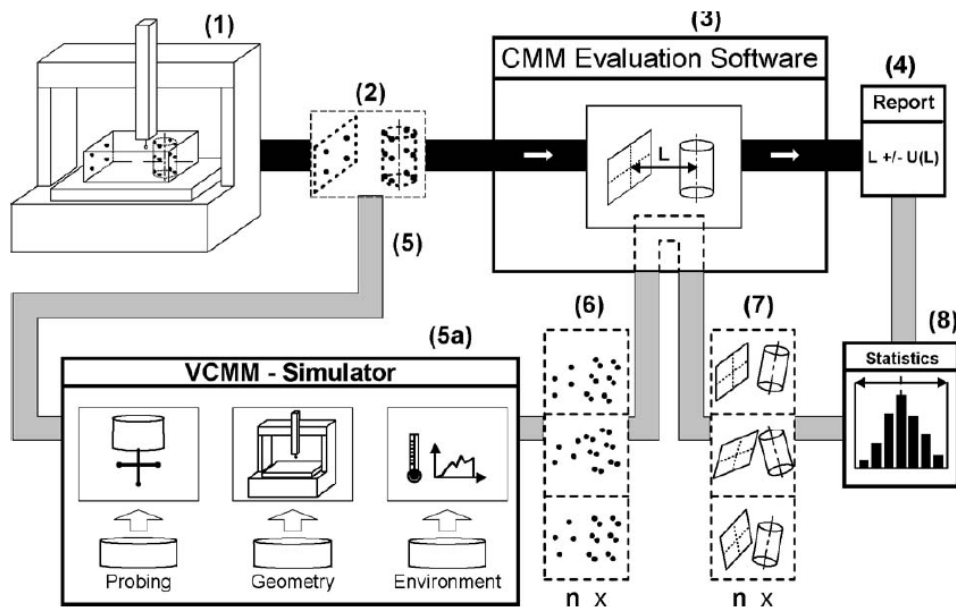 (1)
(2)
(3)
CMM Evaluation Software
L
(4)
Report
L +/- U(L)
(5)
(5a)
VCMM - Simulator
Probing
Geometry
Environment
(6)
n x
(7)
n x
(8)
Statistics